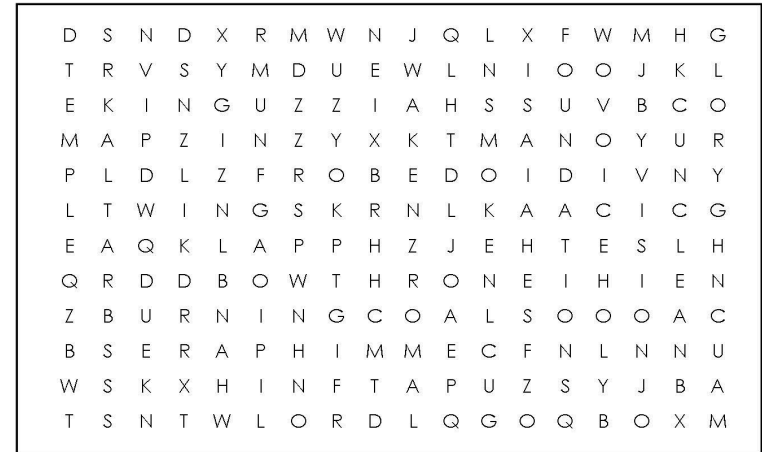 D S N D X R M W N J Q L X F W M H G
T R V S Y M D U E W L N I O O J K L
E K I N G U Z Z I A H S S U V B C O
M A P Z I N Z Y X K T M A N O Y U R
P L D L Z F R O B E D O I D I V N Y
L T W I N G S K R N L K A A C I C G
E A Q K L A P P H Z J E H T E S L H
Q R D D B O W T H R O N E I H I E N
Z B U R N I N G C O A L S O O O A C
B S E R A P H I M M E C F N L N N U
W S K X H I N F T A P U Z S Y J B A
T S N T W L O R D L Q G O Q B O X M